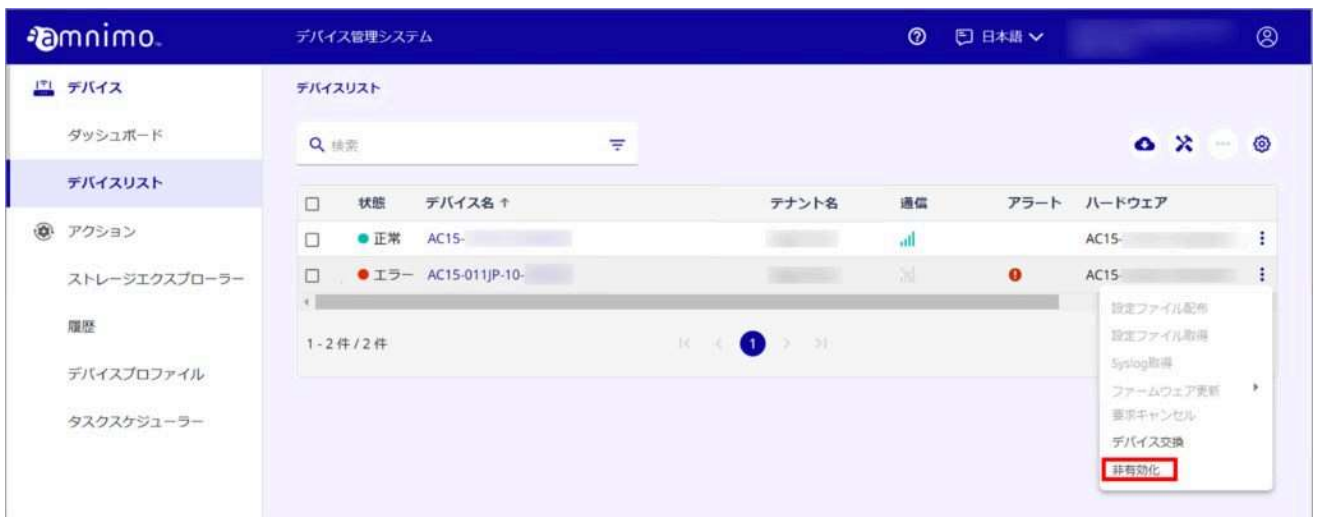 amnimo
デバイス管理システム
日本語
デバイス
ダッシュボード
デバイスリスト
アクション
ストレージエクスプローラー
履歴
デバイスプロファイル
タスクスケジューラー
デバイスリスト
検索
状態 デバイス名 ↑ テナント名 通信 アラート ハードウェア
正常 AC15- AC15-
エラー AC15-011JP-10- AC15-
1 - 2 件 / 2 件
1
設定ファイル配布
設定ファイル取得
Syslog取得
ファームウェア更新
要求キャンセル
デバイス交換
非有効化